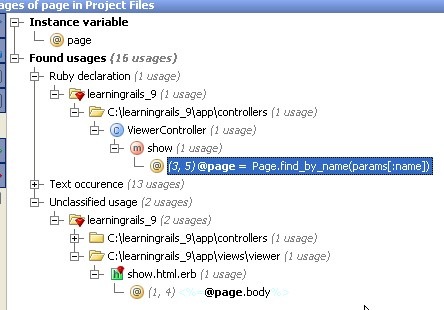 ages of page in Project Files
Instance variable
page
Found usages (16 usages)
Ruby declaration (1 usage)
learningrails_9 (1 usage)
C:\learningrails_9\app\controllers (1 usage)
ViewerController (1 usage)
show (1 usage)
(3, 5) @page = Page.find_by_name(params[:name])
Text occurence (13 usages)
Unclassified usage (2 usages)
learningrails_9 (2 usages)
C:\learningrails_9\app\controllers (1 usage)
C:\learningrails_9\app\views\viewer (1 usage)
show.html.erb (1 usage)
(1, 4) <%= @page.body%>